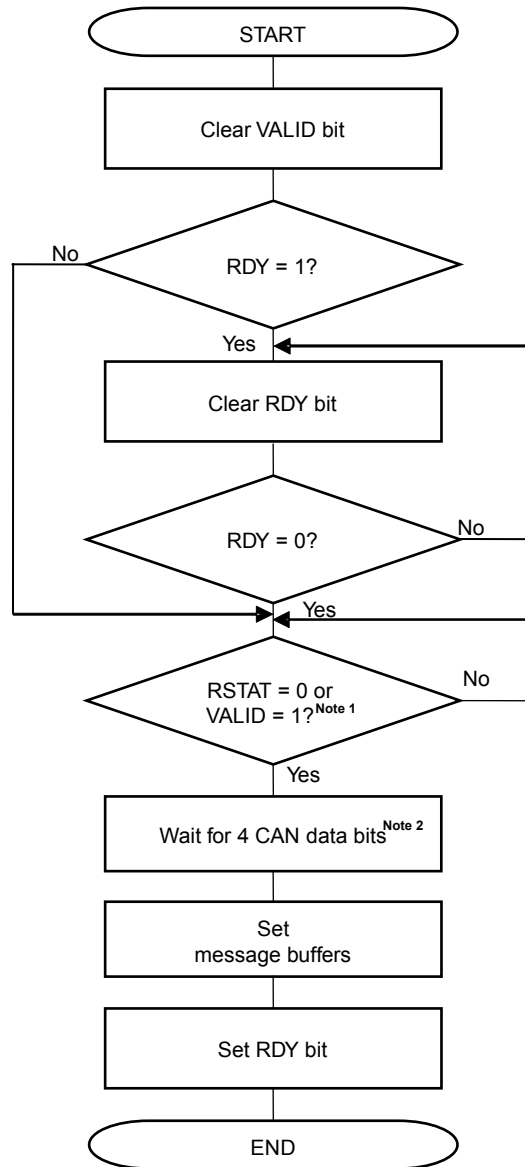 START
Clear VALID bit
No
RDY = 1?
Yes
Clear RDY bit
RDY = 0?
No
Yes
RSTAT = 0 or
VALID = 1?Note 1
No
Yes
Wait for 4 CAN data bitsNote 2
Set
message buffers
Set RDY bit
END